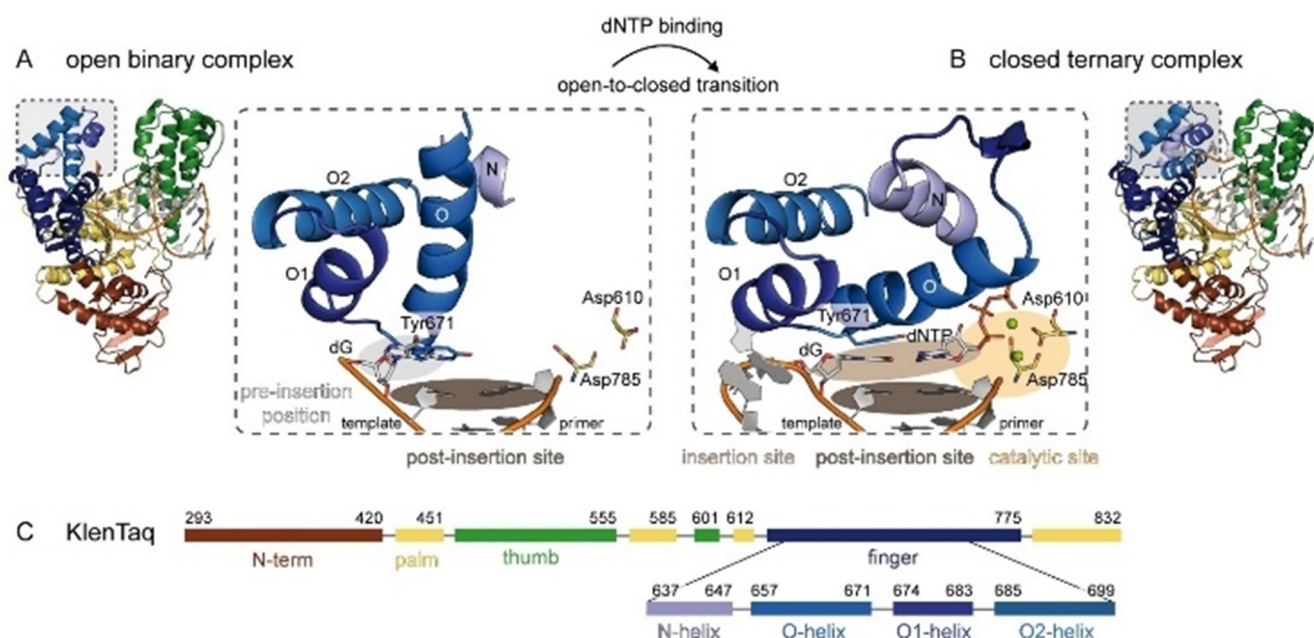 dNTP binding
A open binary complex
open-to-closed transition
B closed ternary complex
O2
O
N
O1
Asp610
Tyr671
dG
Asp785
pre-insertion
position
template
primer
post-insertion site
O2
N
O1
O
Asp610
Tyr671
dNTP
dG
Asp785
template
primer
insertion site post-insertion site catalytic site
C KlenTaq
293 420 451 555 585 601 612 775 832
N-term palm thumb finger
637 647 657 671 674 683 685 699
N-helix O-helix O1-helix O2-helix